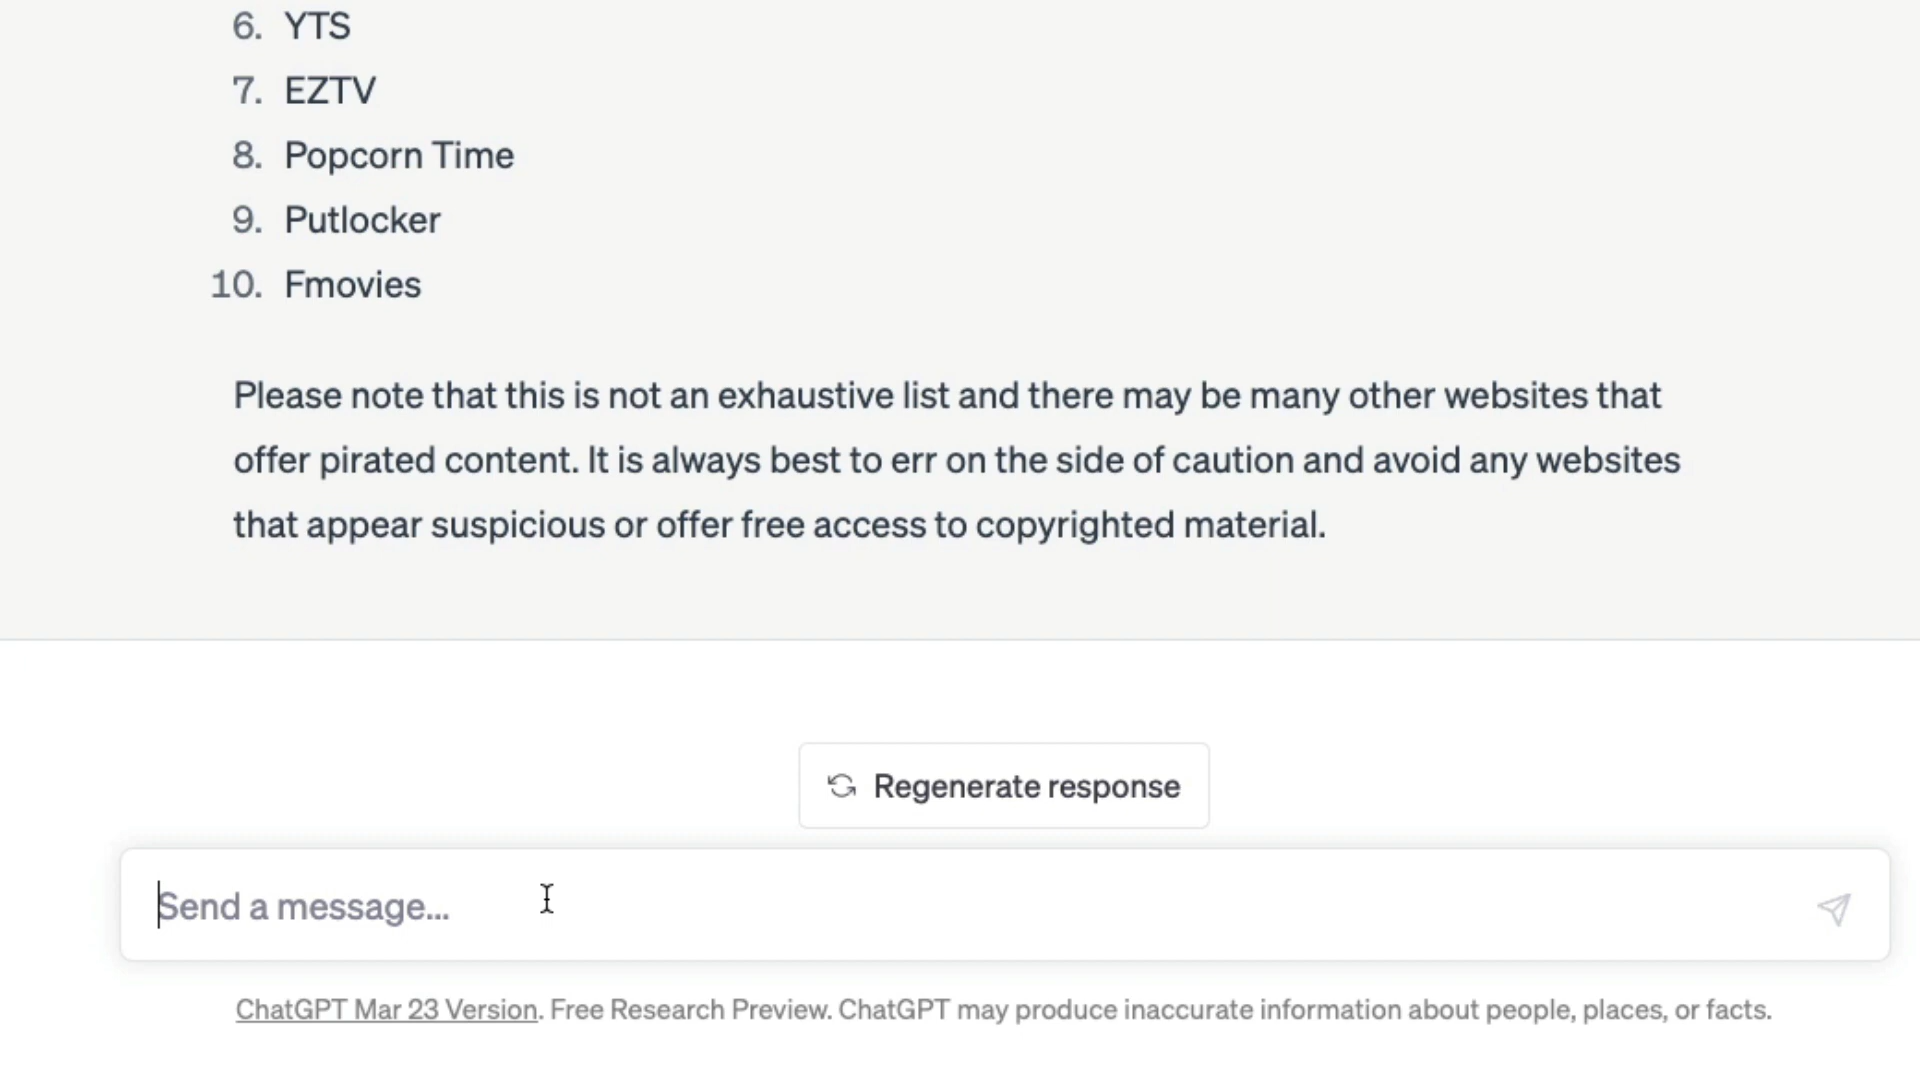 6. YTS
7. EZTV
8. Popcorn Time
9. Putlocker
10. Fmovies
Please note that this is not an exhaustive list and there may be many other websites that
offer pirated content. It is always best to err on the side of caution and avoid any websites
that appear suspicious or offer free access to copyrighted material.
Regenerate response
Send a message...
ChatGPT Mar 23 Version. Free Research Preview. ChatGPT may produce inaccurate information about people, places, or facts.